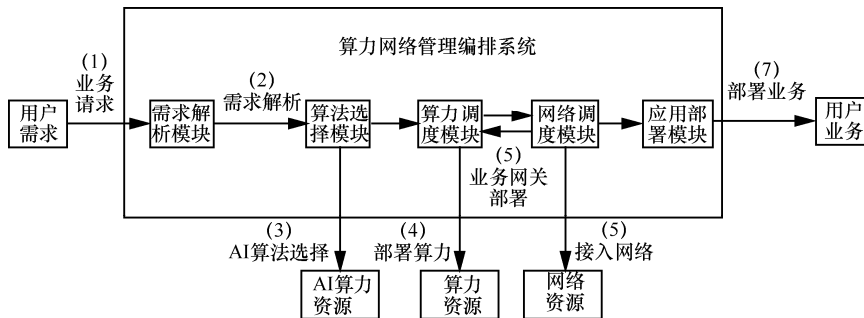 算力网络管理编排系统
(1)
业务
请求
(2)
需求解析
(7)
部署业务
用户
需求
需求解
析模块
算法选
择模块
算力调
度模块
网络调
度模块
应用部
署模块
用户
业务
(5)
业务网关
部署
(3)
AI算法选择
(4)
部署算力
(5)
接入网络
AI算力
资源
算力
资源
网络
资源